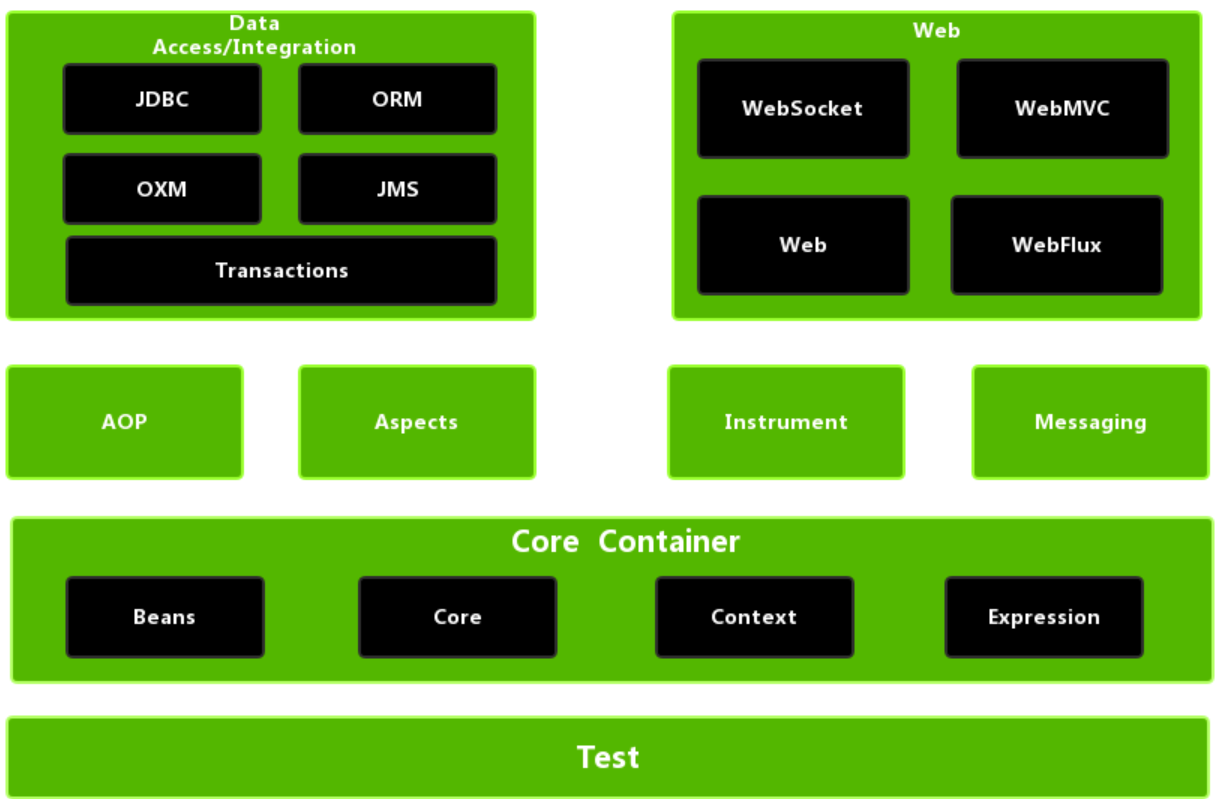 Data
Access/Integration
JDBC
ORM
OXM
JMS
Transactions
Web
WebSocket
WebMVC
Web
WebFlux
AOP
Aspects
Instrument
Messaging
Core Container
Beans
Core
Context
Expression
Test